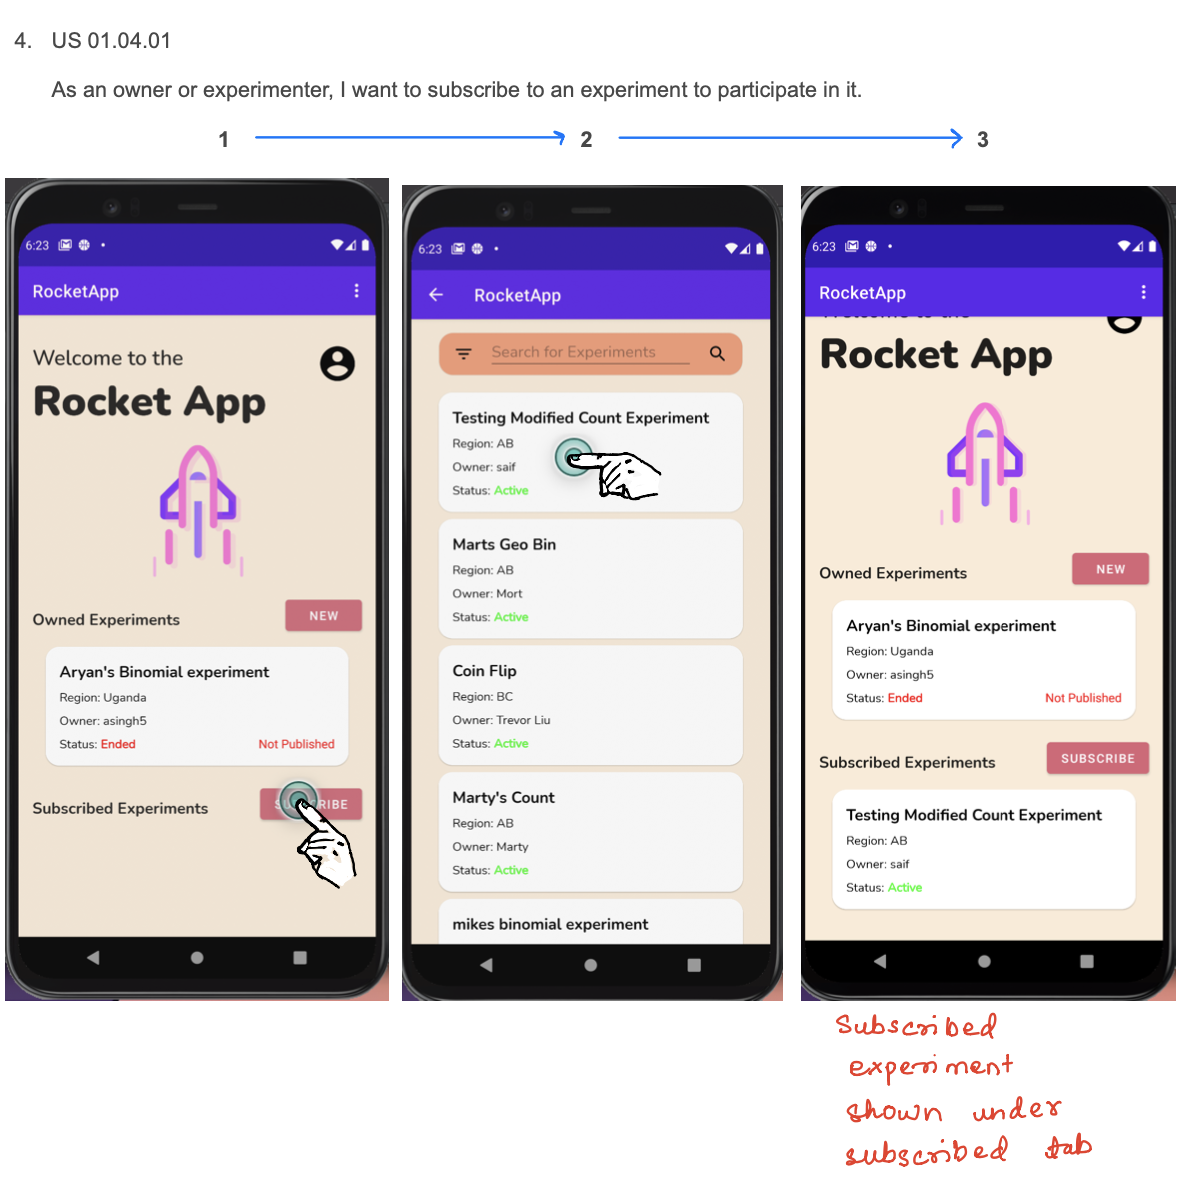 4. US 01.04.01
As an owner or experimenter, I want to subscribe to an experiment to participate in it.
1 2 3
6:23
RocketApp
Welcome to the
Rocket App
Owned Experiments
NEW
Aryan's Binomial experiment
Region: Uganda
Owner: asingh5
Status: Ended
Not Published
Subscribed Experiments
6:23
RocketApp
Search for Experiments
Testing Modified Count Experiment
Region: AB
Owner: saif
Status: Active
Marts Geo Bin
Region: AB
Owner: Mort
Status: Active
Coin Flip
Region: BC
Owner: Trevor Liu
Status: Active
Marty's Count
Region: AB
Owner: Marty
Status: Active
mikes binomial experiment
6:23
RocketApp
Rocket App
Owned Experiments
NEW
Aryan's Binomial experiment
Region: Uganda
Owner: asingh5
Status: Ended
Not Published
Subscribed Experiments
SUBSCRIBE
Testing Modified Count Experiment
Region: AB
Owner: saif
Status: Active
Subscribed
experiment
shown under
subscribed tab